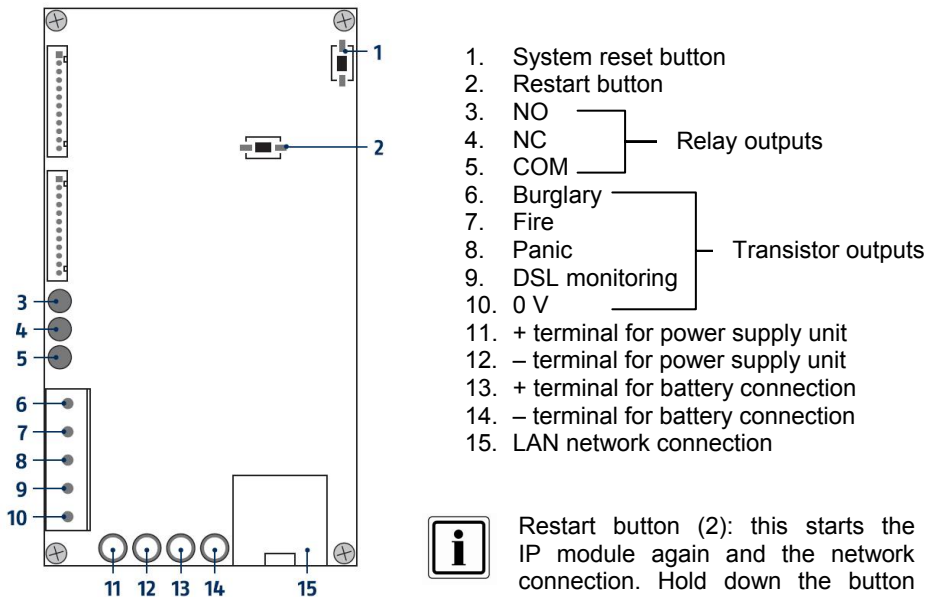 1
2
3
4
5
6
7
8
9
10
11
12
13
14
15
1. System reset button
2. Restart button
3. NO
4. NC
Relay outputs
5. COM
6. Burglary
7. Fire
8. Panic
Transistor outputs
9. DSL monitoring
10. 0 V
11. + terminal for power supply unit
12. – terminal for power supply unit
13. + terminal for battery connection
14. – terminal for battery connection
15. LAN network connection
i
Restart button (2): this starts the
IP module again and the network
connection. Hold down the button